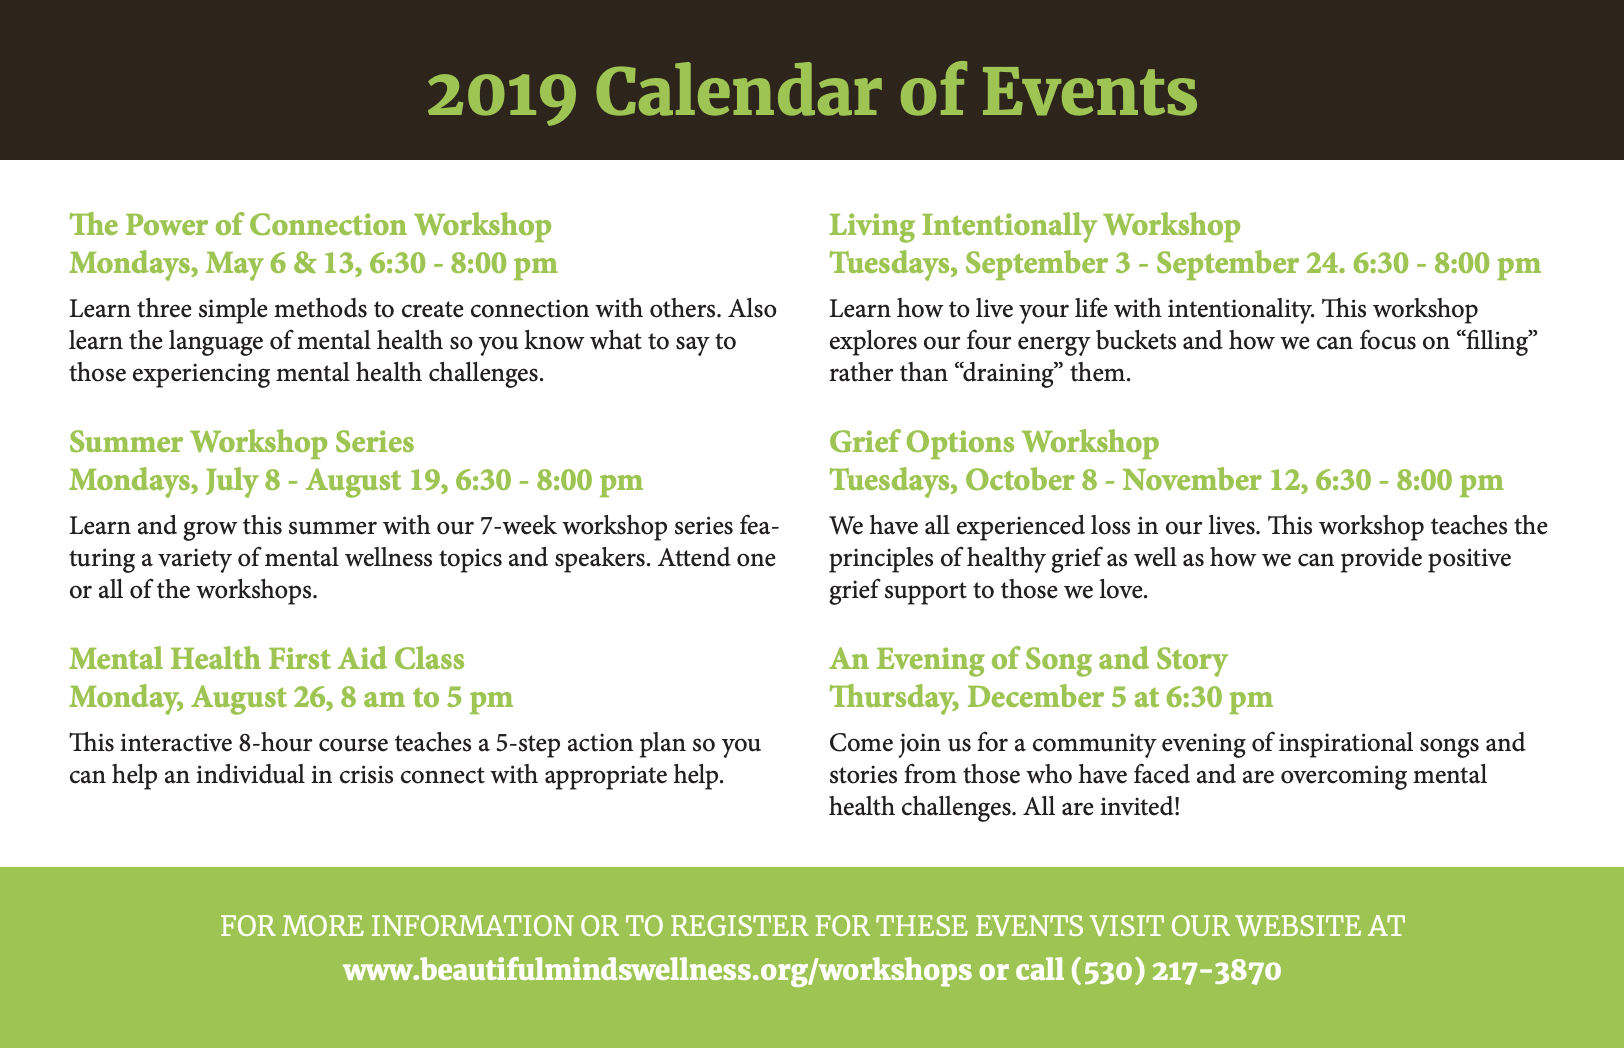 2019 Calendar of Events
The Power of Connection Workshop
Mondays, May 6 & 13, 6:30 - 8:00 pm
Learn three simple methods to create connection with others. Also
learn the language of mental health so you know what to say to
those experiencing mental health challenges.
Summer Workshop Series
Mondays, July 8 - August 19, 6:30 - 8:00 pm
Learn and grow this summer with our 7-week workshop series fea-
turing a variety of mental wellness topics and speakers. Attend one
or all of the workshops.
Mental Health First Aid Class
Monday, August 26, 8 am to 5 pm
This interactive 8-hour course teaches a 5-step action plan so you
can help an individual in crisis connect with appropriate help.
Living Intentionally Workshop
Tuesdays, September 3 - September 24. 6:30 - 8:00 pm
Learn how to live your life with intentionality. This workshop
explores our four energy buckets and how we can focus on “filling”
rather than “draining” them.
Grief Options Workshop
Tuesdays, October 8 - November 12, 6:30 - 8:00 pm
We have all experienced loss in our lives. This workshop teaches the
principles of healthy grief as well as how we can provide positive
grief support to those we love.
An Evening of Song and Story
Thursday, December 5 at 6:30 pm
Come join us for a community evening of inspirational songs and
stories from those who have faced and are overcoming mental
health challenges. All are invited!
FOR MORE INFORMATION OR TO REGISTER FOR THESE EVENTS VISIT OUR WEBSITE AT
www.beautifulmindswellness.org/workshops or call (530) 217-3870